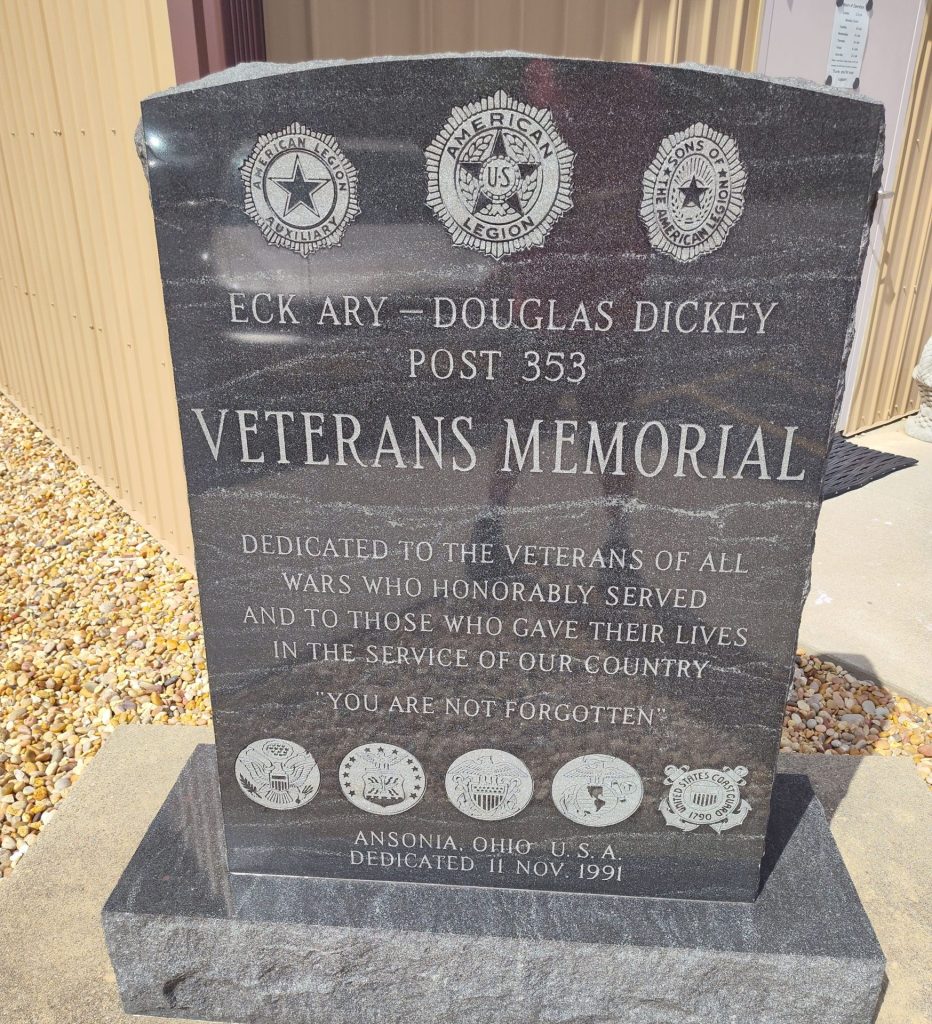 AMERICAN LEGION
AUXILIARY
AMERICAN
US
LEGION
SONS OF
THE AMERICAN LEGION
ECK ARY – DOUGLAS DICKEY
POST 353
VETERANS MEMORIAL
DEDICATED TO THE VETERANS OF ALL
WARS WHO HONORABLY SERVED
AND TO THOSE WHO GAVE THEIR LIVES
IN THE SERVICE OF OUR COUNTRY
"YOU ARE NOT FORGOTTEN"
UNITED STATES COAST GUARD
1790
ANSONIA, OHIO U.S.A.
DEDICATED 11 NOV. 1991